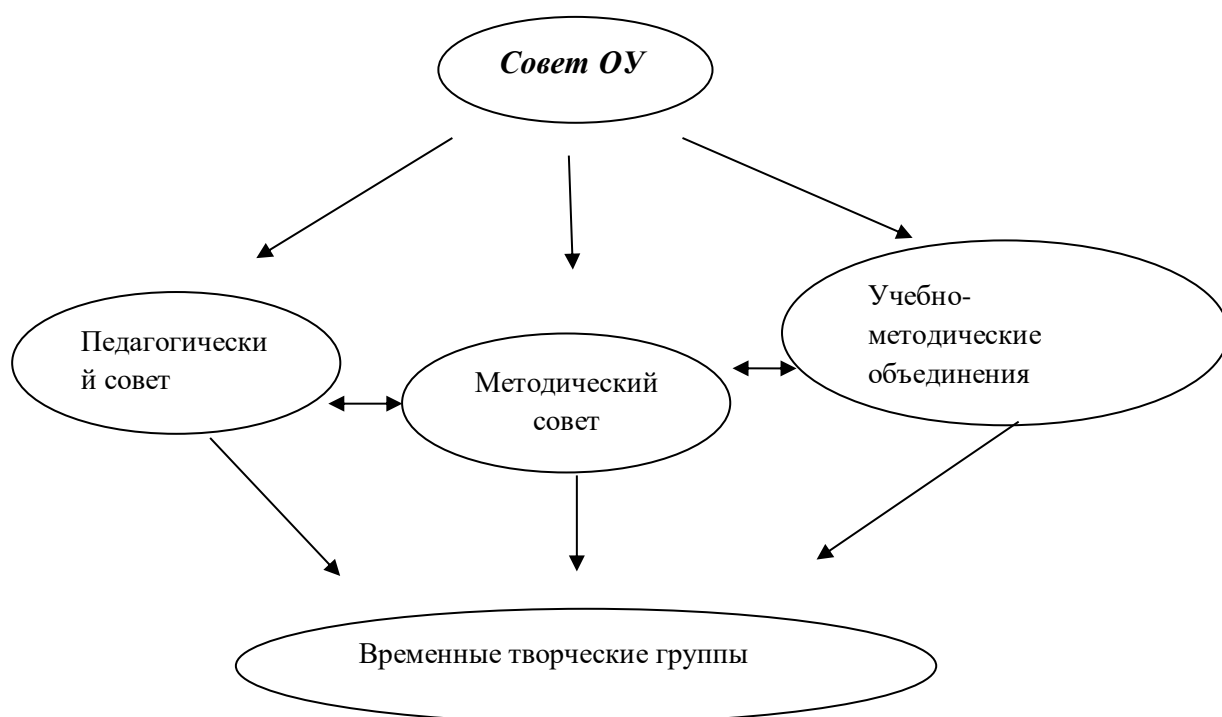 Совет ОУ
Педагогически
й совет
Методический
совет
Учебно-
методические
объединения
Временные творческие группы